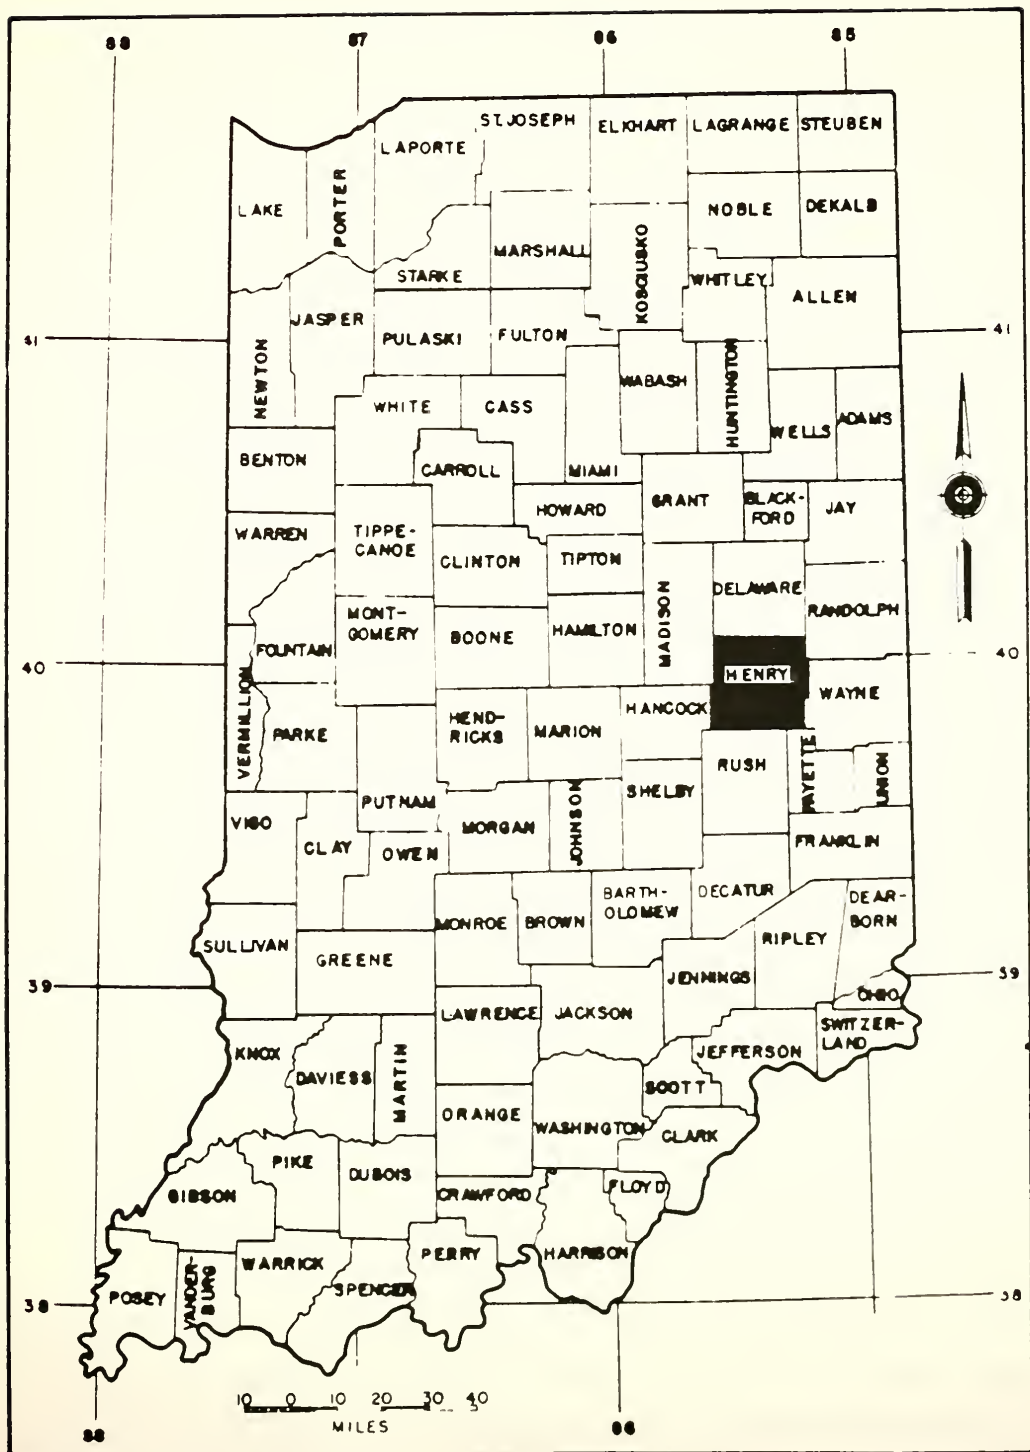 88 87 86 85
ST. JOSEPH ELKHART LAGRANGE STEUBEN
LAPORTE
LAKE PORTER NOBLE DEKALB
MARSHALL KOSCIUSKO
STARKE WHITLEY ALLEN
JASPER
41 PULASKI FULTON 41
NEWTON WABASH HUNTINGTON
WHITE CASS WELLS ADAMS
BENTON CARROLL MIAMI
GRANT BLACK-
FORD JAY
HOWARD
WARREN TIPPE-
CANOE CLINTON TIPTON
MADISON DELAWARE RANDOLPH
MONT-
GOMERY BOONE HAMILTON
FOUNTAIN
40 HENRY 40
VERMILLION WAYNE
PARKE HEND-
RICKS MARION HANCOCK
RUSH FAYETTE UNION
PUTNAM SHELBY
VIGO MORGAN JOHNSON
CLAY OWEN FRANKLIN
BARTH-
OLOMEW DECATUR DEAR-
BORN
MONROE BROWN
SULLIVAN GREENE RIPLEY
JENNINGS
39 39
OHIO
LAWRENCE JACKSON SWITZER-
LAND
KNOX JEFFERSON
DAVIESS MARTIN SCOTT
ORANGE WASHINGTON
CLARK
PIKE DUBOIS
GIBSON CRAWFORD FLOYD
WARRICK PERRY HARRISON
SPENCER
38 POSEY VANDER-
BURG 38
10 0 10 20 30 40
MILES
88 86